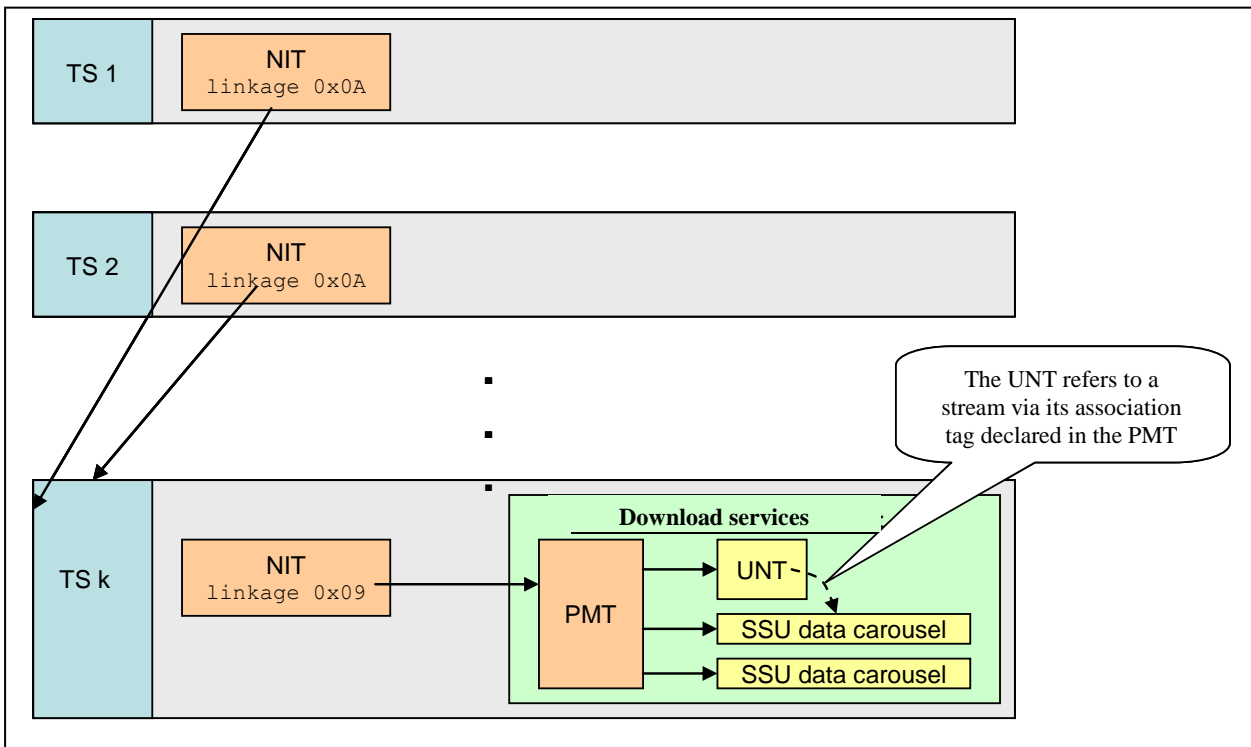 TS 1
NIT
linkage 0x0A
TS 2
NIT
linkage 0x0A
The UNT refers to a
stream via its association
tag declared in the PMT
TS k
NIT
linkage 0x09
Download services
PMT
UNT
SSU data carousel
SSU data carousel